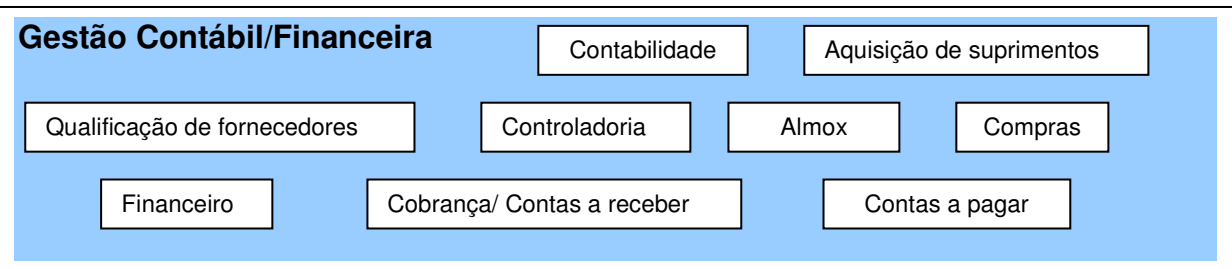 Gestão Contábil/Financeira
Contabilidade
Aquisição de suprimentos
Qualificação de fornecedores
Controladoria
Almox
Compras
Financeiro
Cobrança/ Contas a receber
Contas a pagar